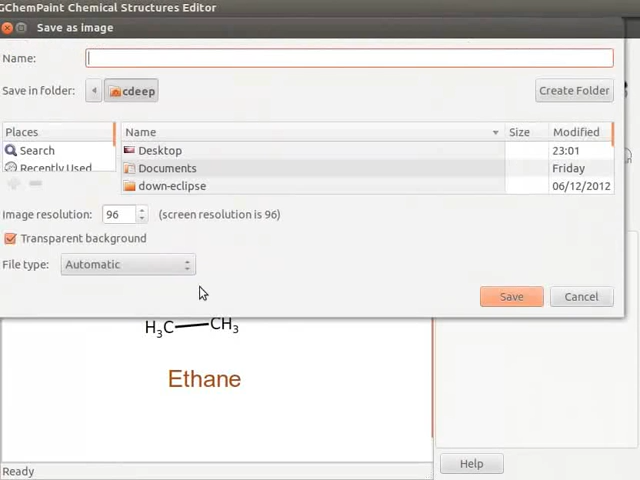 GChemPaint Chemical Structures Editor
Save as image
Name:
Save in folder: cdeep Create Folder
Places Name Size Modified
Search Desktop 23:01
Recently Used Documents Friday
down-eclipse 06/12/2012
Image resolution: 96 (screen resolution is 96)
Transparent background
File type: Automatic
Save Cancel
H3C CH3
Ethane
Help
Ready